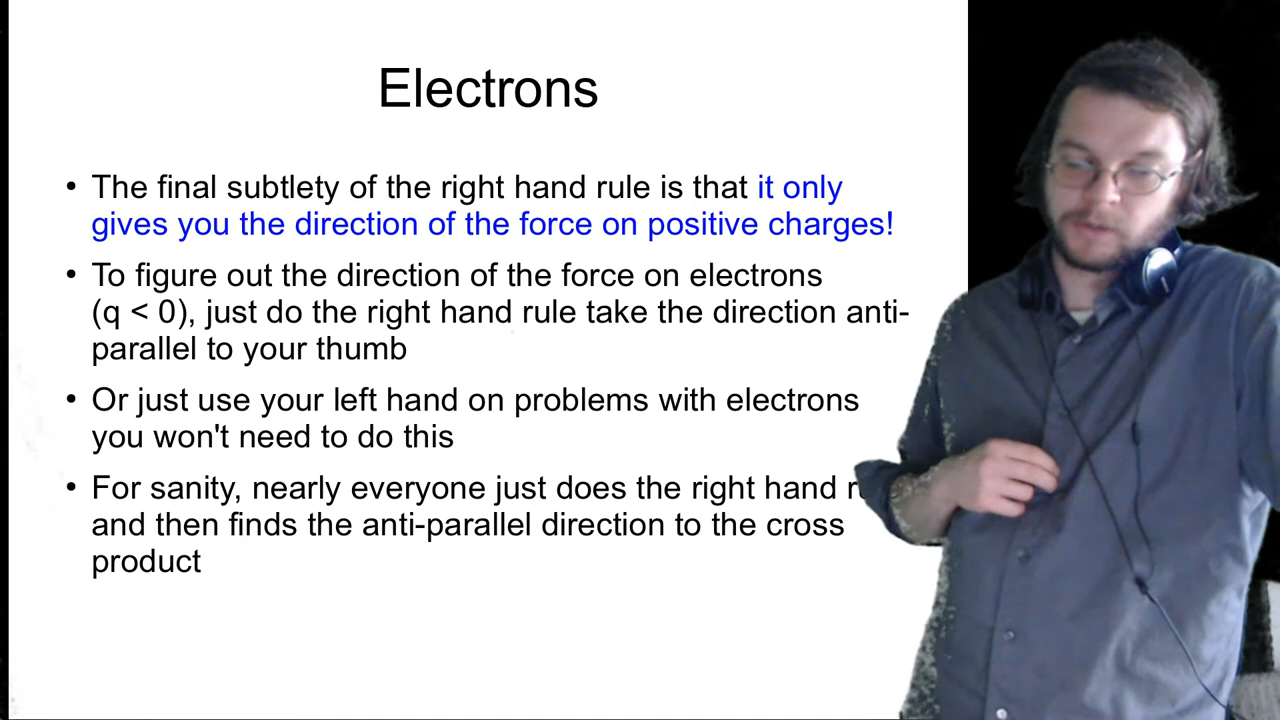 Electrons
• The final subtlety of the right hand rule is that it only
gives you the direction of the force on positive charges!
• To figure out the direction of the force on electrons
(q < 0), just do the right hand rule take the direction anti-
parallel to your thumb
• Or just use your left hand on problems with electrons
you won't need to do this
• For sanity, nearly everyone just does the right hand
and then finds the anti-parallel direction to the cross
product